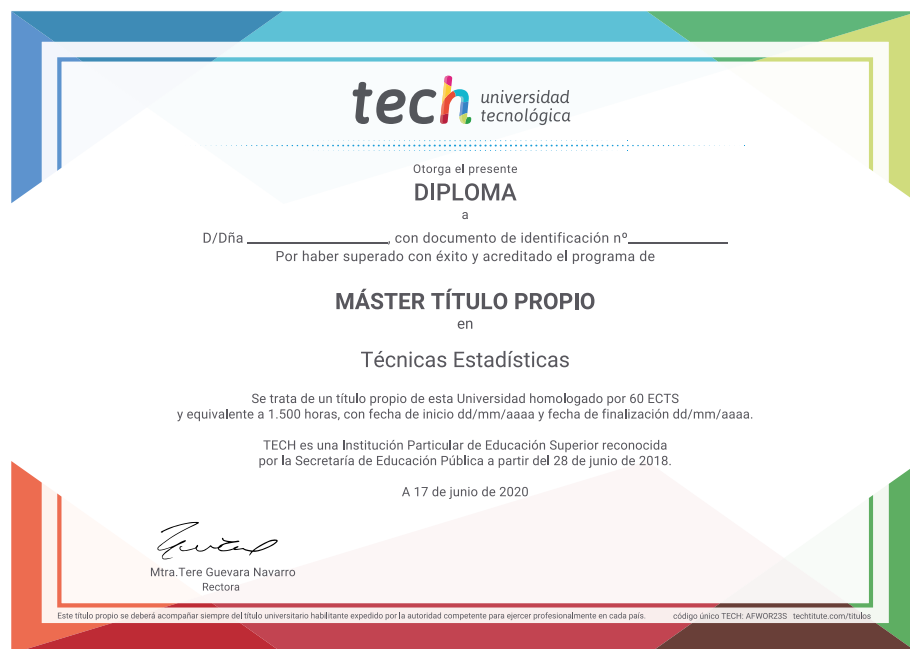 tech universidad
tecnológica
Otorga el presente
DIPLOMA
a
D/Dña ____________________, con documento de identificación nº______________
Por haber superado con éxito y acreditado el programa de
MÁSTER TÍTULO PROPIO
en
Técnicas Estadísticas
Se trata de un título propio de esta Universidad homologado por 60 ECTS
y equivalente a 1.500 horas, con fecha de inicio dd/mm/aaaa y fecha de finalización dd/mm/aaaa.
TECH es una Institución Particular de Educación Superior reconocida
por la Secretaría de Educación Pública a partir del 28 de junio de 2018.
A 17 de junio de 2020
Mtra.Tere Guevara Navarro
Rectora
Este título propio se deberá acompañar siempre del título universitario habilitante expedido por la autoridad competente para ejercer profesionalmente en cada país. código único TECH: AFWOR23S techtitute.com/titulos